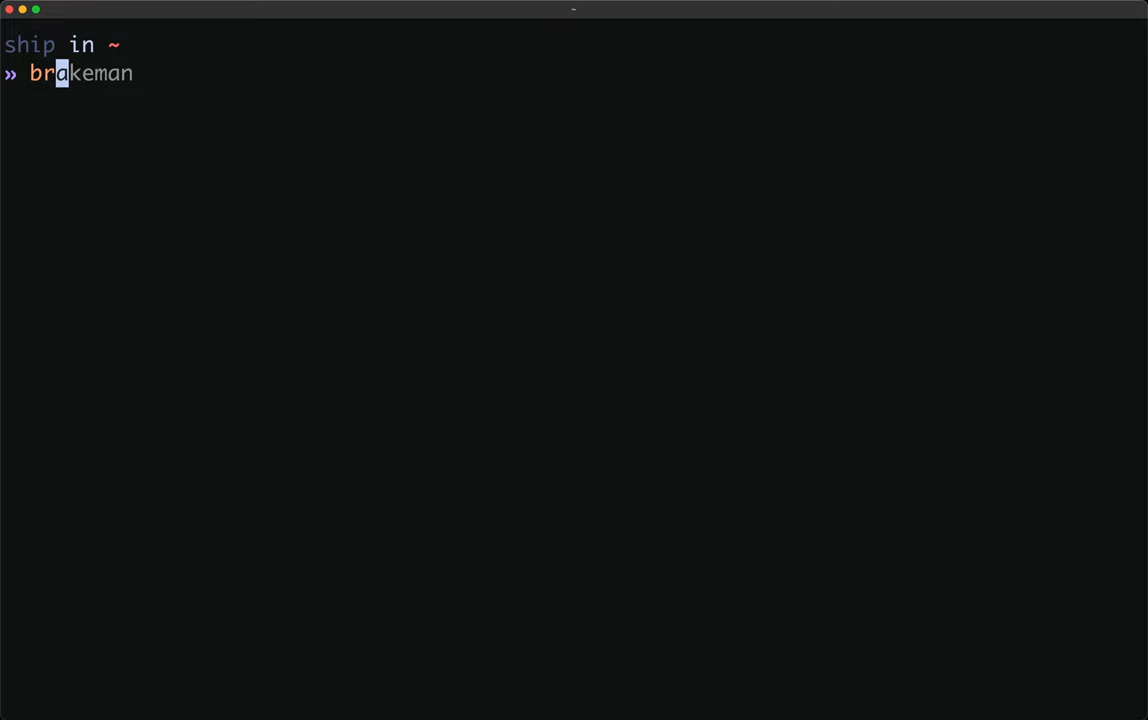 ~
ship in ~
» brakeman